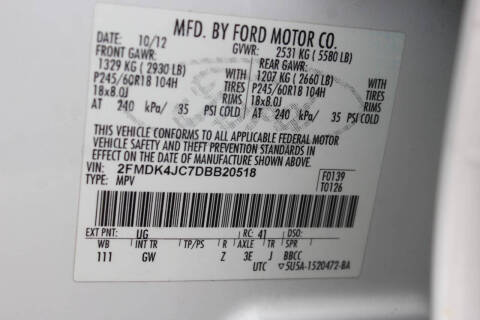 MFD. BY FORD MOTOR CO.
DATE: 10/12 GVWR: 2531 KG ( 5580 LB)
FRONT GAWR: REAR GAWR:
1329 KG ( 2930 LB) WITH 1207 KG ( 2660 LB) WITH
P245/60R18 104H TIRES P245/60R18 104H TIRES
18x8.0J RIMS 18x8.0J RIMS
AT 240 kPa/ 35 PSI COLD AT 240 kPa/ 35 PSI COLD
THIS VEHICLE CONFORMS TO ALL APPLICABLE FEDERAL MOTOR
VEHICLE SAFETY AND THEFT PREVENTION STANDARDS IN EFFECT ON
THE DATE OF MANUFACTURE SHOWN ABOVE.
VIN: 2FMDK4JC7DBB20518 F0139
TYPE: MPV T0126
EXT PNT: UG RC: 41 DSO:
WB INT TR TP/PS R AXLE TR SPR
111 GW Z 3E J BBCC
UTC 5U5A-1520472-BA